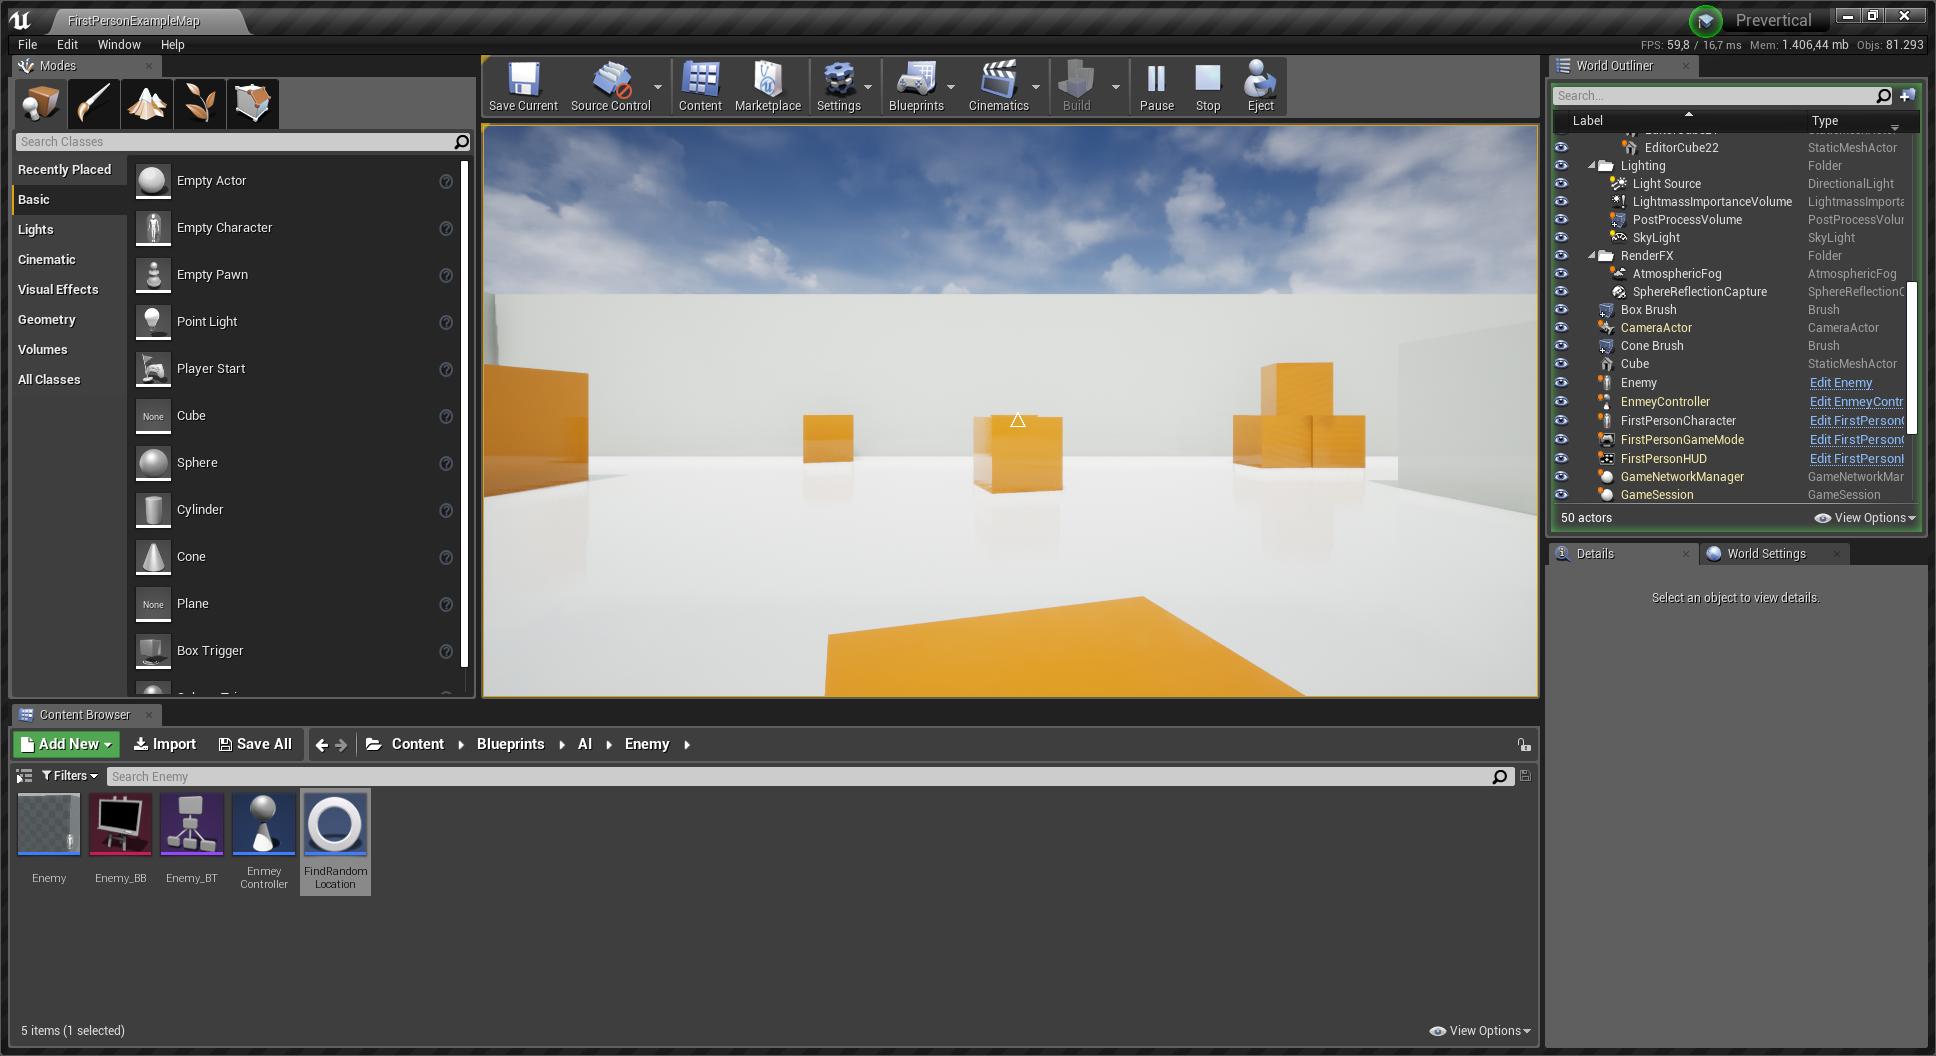 FirstPersonExampleMap
Prevertical
File Edit Window Help
FPS: 59,8 / 16,7 ms Mem: 1.406,44 mb Objs: 81.293
Modes
Search Classes
Recently Placed
Basic
Lights
Cinematic
Visual Effects
Geometry
Volumes
All Classes
Empty Actor
Empty Character
Empty Pawn
Point Light
Player Start
None Cube
Sphere
Cylinder
Cone
None Plane
Box Trigger
Save Current
Source Control
Content
Marketplace
Settings
Blueprints
Cinematics
Build
Pause
Stop
Eject
World Outliner
Search...
Label Type
EditorCube22 StaticMeshActor
Lighting Folder
Light Source DirectionalLight
LightmassImportanceVolume LightmassImporta
PostProcessVolume PostProcessVolur
SkyLight SkyLight
RenderFX Folder
AtmosphericFog AtmosphericFog
SphereReflectionCapture SphereReflectionC
Box Brush Brush
CameraActor CameraActor
Cone Brush Brush
Cube StaticMeshActor
Enemy Edit Enemy
EnmeyController Edit EnmeyContr
FirstPersonCharacter Edit FirstPerson(
FirstPersonGameMode Edit FirstPerson(
FirstPersonHUD Edit FirstPersonI
GameNetworkManager GameNetworkMar
GameSession GameSession
50 actors View Options
Details World Settings
Select an object to view details.
Content Browser
Add New Import Save All Content Blueprints AI Enemy
Filters Search Enemy
Enemy
Enemy_BB
Enemy_BT
Enmey
Controller
FindRandom
Location
5 items (1 selected) View Options